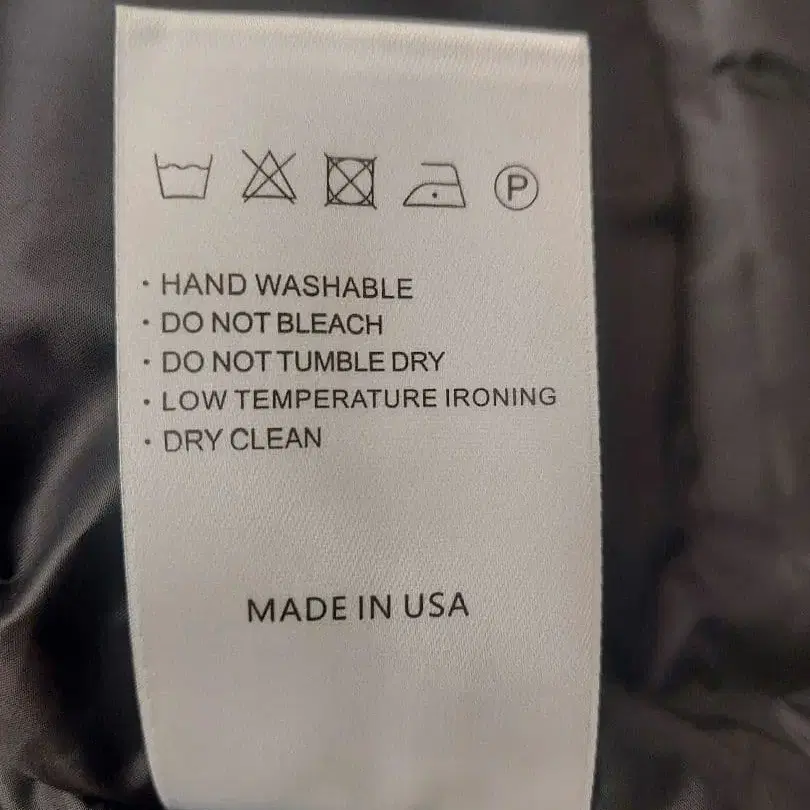 P
· HAND WASHABLE
· DO NOT BLEACH
· DO NOT TUMBLE DRY
· LOW TEMPERATURE IRONING
· DRY CLEAN
MADE IN USA